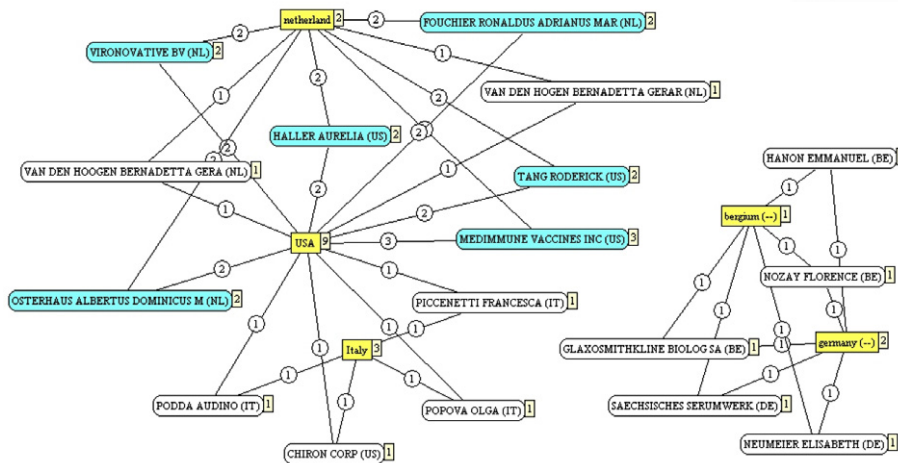 netherland 2
FOUCHIER RONALDUS ADRIANUS MAR (NL) 2
2
VIRONOVATIVE BV (NL) 2
2
2
1
VAN DEN HOGEN BERNADETTA GERAR (NL) 1
1
2
2
2
2
HALLER AURELIA (US) 2
2
HANON EMMANUEL (BE)
VAN DEN HOOGEN BERNADETTA GERA (NL) 1
2
1
TANG RODERICK (US) 2
1
2
1
2
bergium (--) 1
USA 9
3
MEDIMMUNE VACCINES INC (US) 3
1
2
1
NOZAY FLORENCE (BE) 1
OSTERHAUS ALBERTUS DOMINICUS M (NL) 2
PICCENETTI FRANCESCA (IT) 1
1
1
1
1
1
1
1
1
Italy 3
GLAXOSMITHKLINE BIOLOG SA (BE) 1
1
germany (--) 2
1
1
1
1
PODDA AUDINO (IT) 1
1
POPOVA OLGA (IT) 1
SAECHSISCHES SERUMWERK (DE) 1
1
CHIRON CORP (US) 1
NEUMEIER ELISABETH (DE) 1